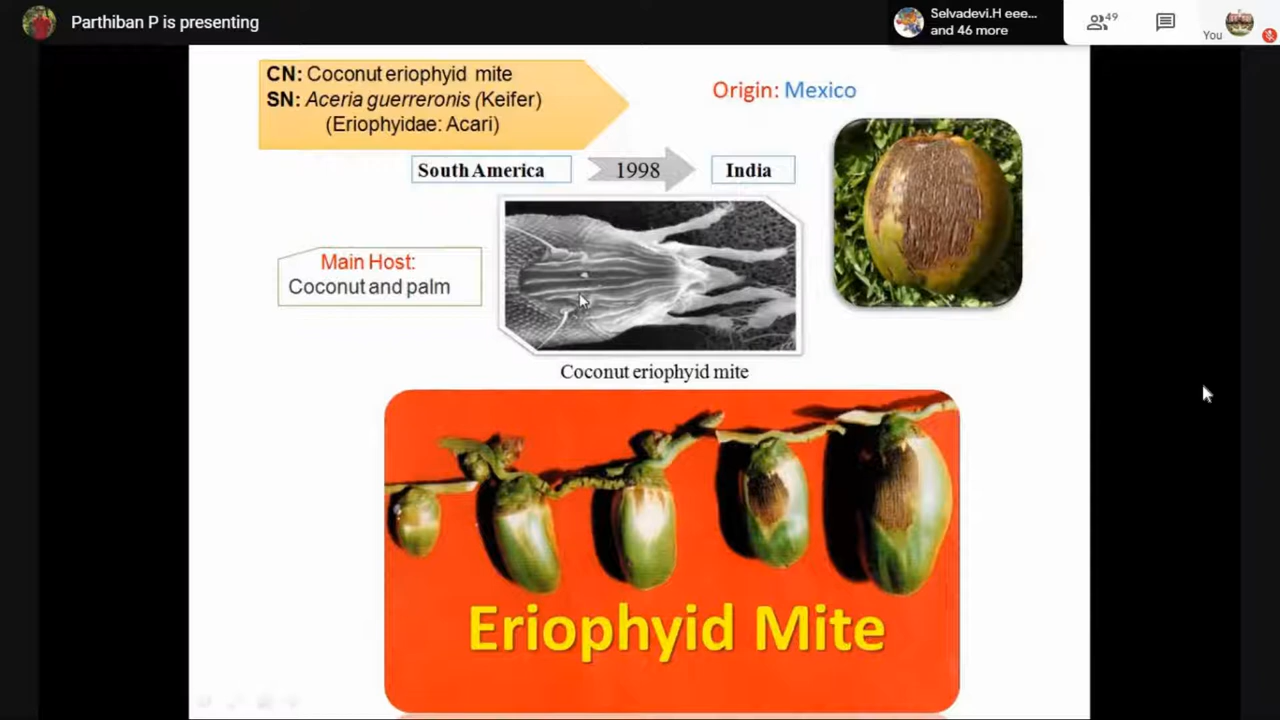 Parthiban P is presenting
Selvadevi.H eee...
and 46 more
49
You
CN: Coconut eriophyid mite
SN: Aceria guerreronis (Keifer)
(Eriophyidae: Acari)
Origin: Mexico
South America
1998
India
Main Host:
Coconut and palm
Coconut eriophyid mite
Eriophyid Mite